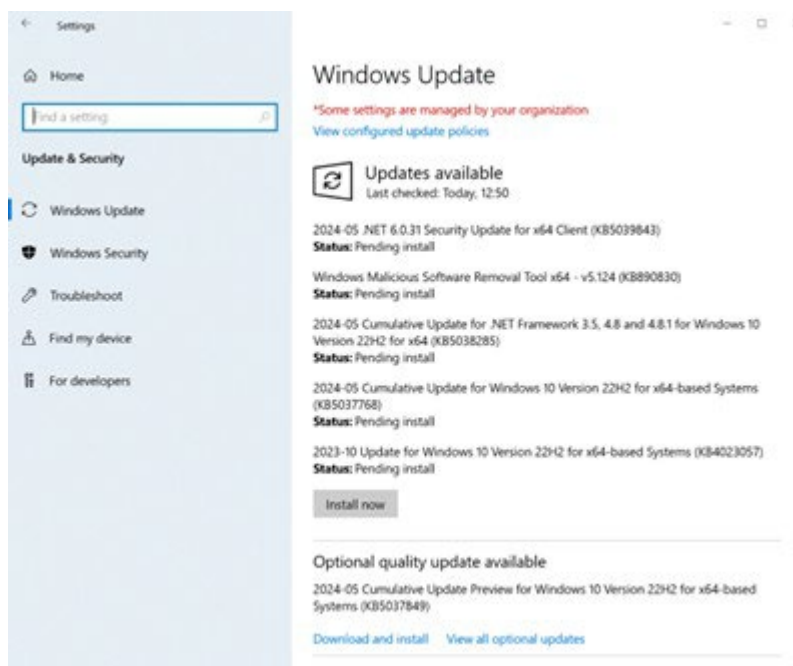 Settings
Home
Find a setting
Update & Security
Windows Update
Windows Security
Troubleshoot
Find my device
For developers
Windows Update
*Some settings are managed by your organization
View configured update policies
Updates available
Last checked: Today, 12:50
2024-05 .NET 6.0.31 Security Update for x64 Client (KB5039843)
Status: Pending install
Windows Malicious Software Removal Tool x64 - v5.124 (KB890830)
Status: Pending install
2024-05 Cumulative Update for .NET Framework 3.5, 4.8 and 4.8.1 for Windows 10
Version 22H2 for x64 (KB5038285)
Status: Pending install
2024-05 Cumulative Update for Windows 10 Version 22H2 for x64-based Systems
(KB5037768)
Status: Pending install
2023-10 Update for Windows 10 Version 22H2 for x64-based Systems (KB4023057)
Status: Pending install
Install now
Optional quality update available
2024-05 Cumulative Update Preview for Windows 10 Version 22H2 for x64-based
Systems (KB5037849)
Download and install View all optional updates